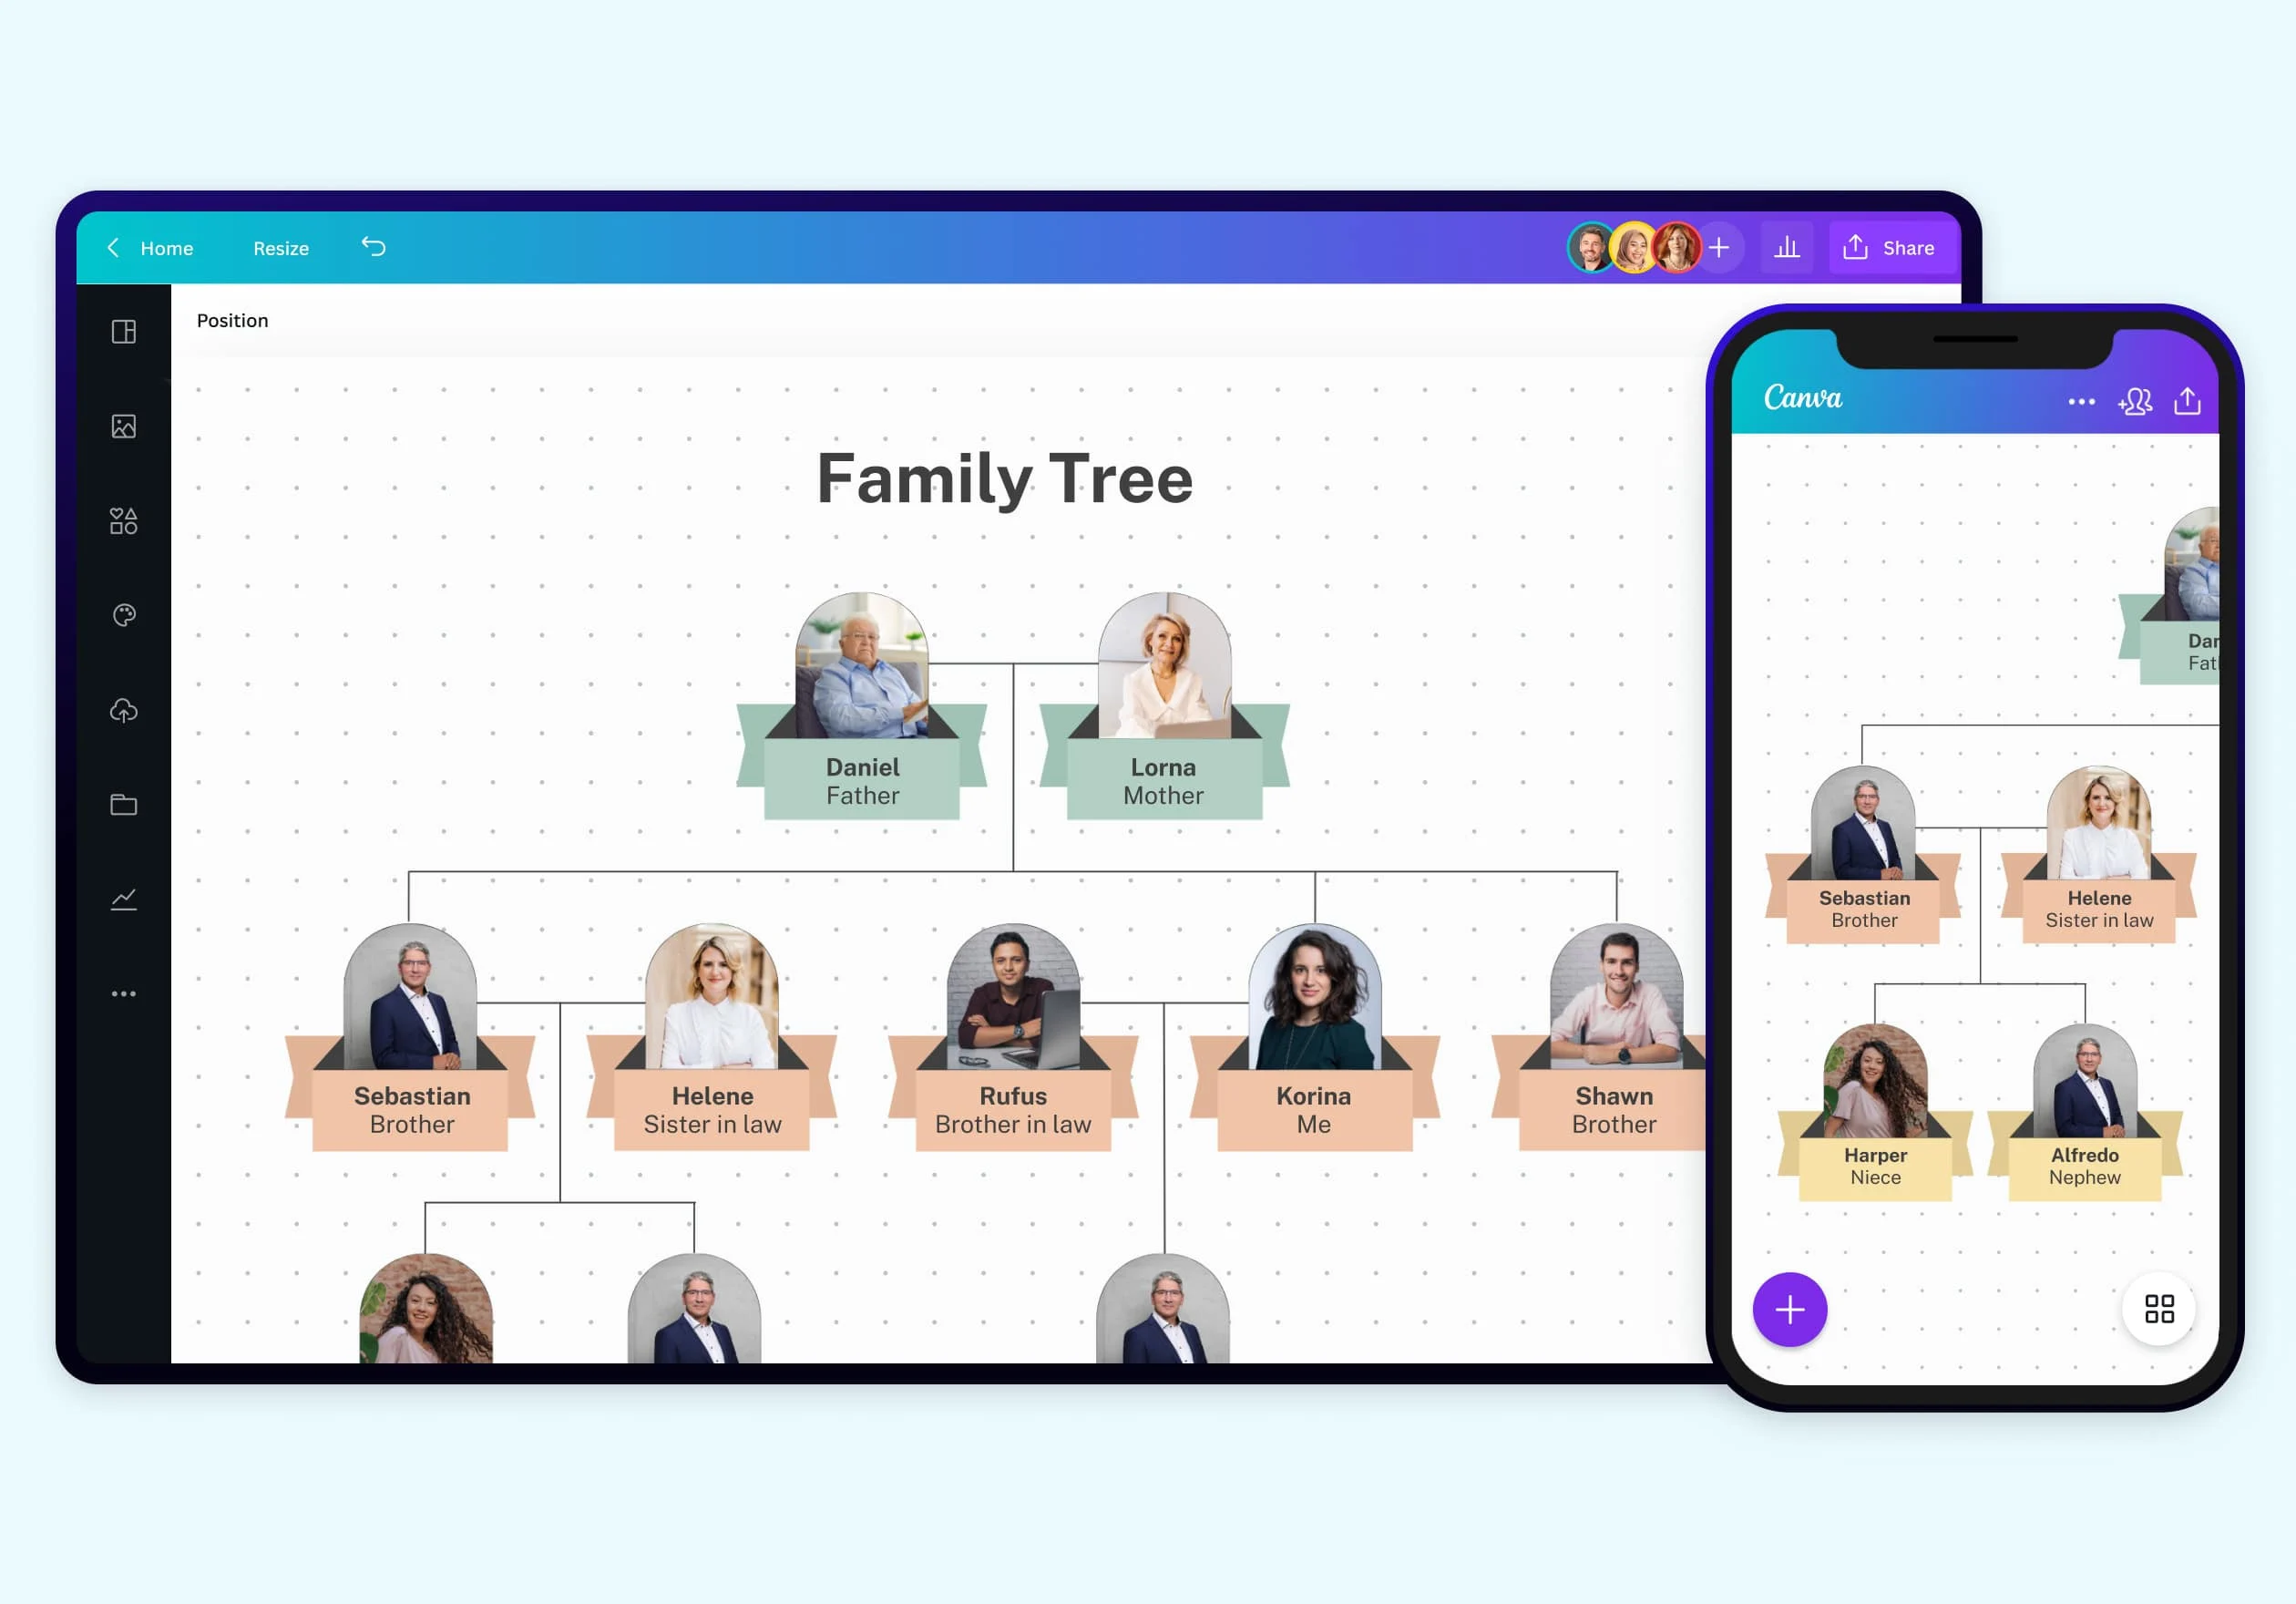 Home
Resize
Share
Position
Family Tree
Daniel
Father
Lorna
Mother
Sebastian
Brother
Helene
Sister in law
Rufus
Brother in law
Korina
Me
Shawn
Brother
Canva
Dan
Fat
Sebastian
Brother
Helene
Sister in law
Harper
Niece
Alfredo
Nephew